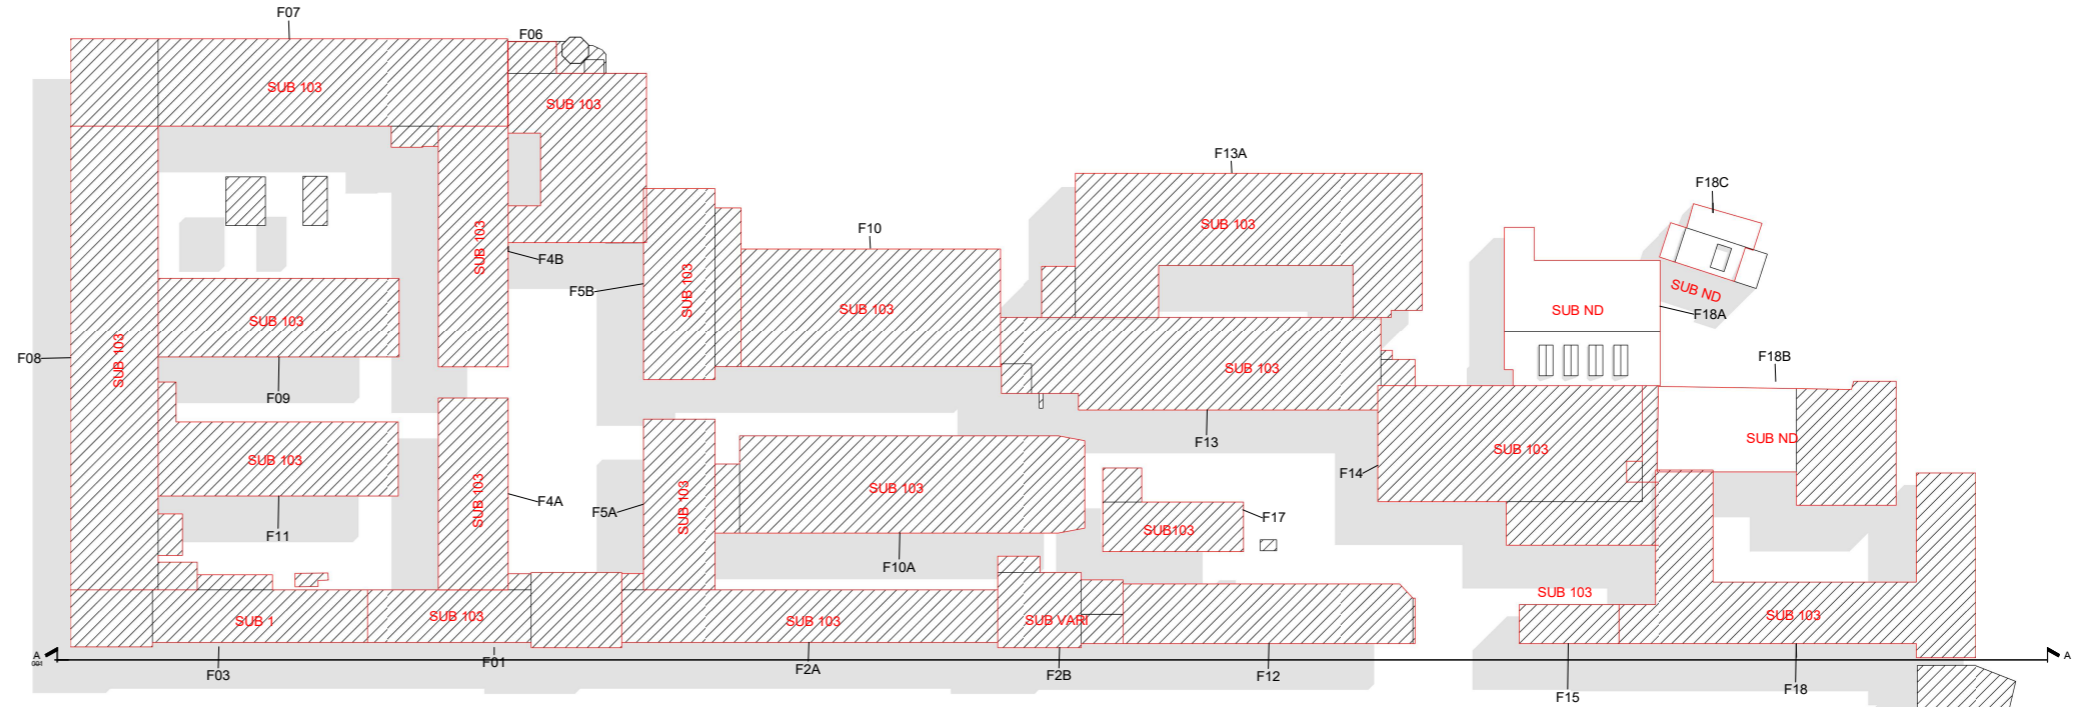 F07
F06
SUB 103
SUB 103
F13A
F18C
SUB 103
F10
SUB 103
F4B
F5B
SUB 103
SUB 103
SUB ND
SUB ND
F18A
SUB 103
SUB 103
F08
SUB 103
F18B
SUB 103
F09
F13
SUB ND
SUB 103
SUB 103
F14
SUB 103
SUB 103
F4A
F5A
SUB 103
F17
SUB103
F11
F10A
SUB 103
SUB 1
SUB 103
SUB 103
SUB VARI
SUB 103
A
A
F03
F01
F2A
F2B
F12
F15
F18